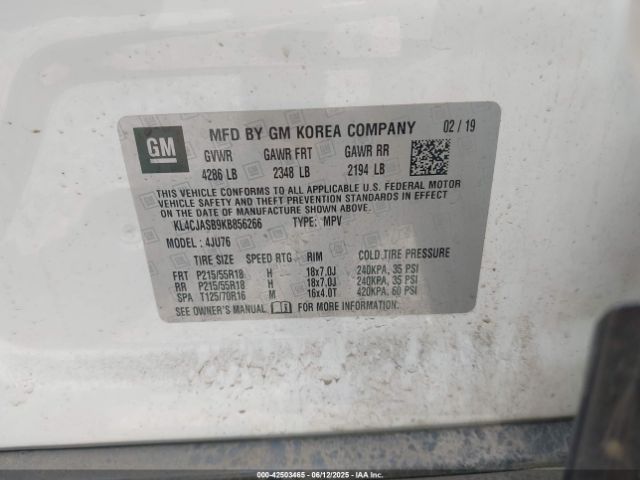 GM
MFD BY GM KOREA COMPANY 02 / 19
GVWR GAWR FRT GAWR RR
4286 LB 2348 LB 2194 LB
THIS VEHICLE CONFORMS TO ALL APPLICABLE U.S. FEDERAL MOTOR
VEHICLE SAFETY AND THEFT PREVENTION STANDARDS IN EFFECT
ON THE DATE OF MANUFACTURE SHOWN ABOVE.
KL4CJASB9KB856266 TYPE: MPV
MODEL : 4JU76
TIRE SIZE SPEED RTG RIM COLD TIRE PRESSURE
FRT P215/55R18 H 18x7.0J 240KPA, 35 PSI
RR P215/55R18 H 18x7.0J 240KPA, 35 PSI
SPA T125/70R16 M 16x4.0T 420KPA, 60 PSI
SEE OWNER'S MANUAL FOR MORE INFORMATION.
00-42503465 - 06/12/2025 - IAAI.com